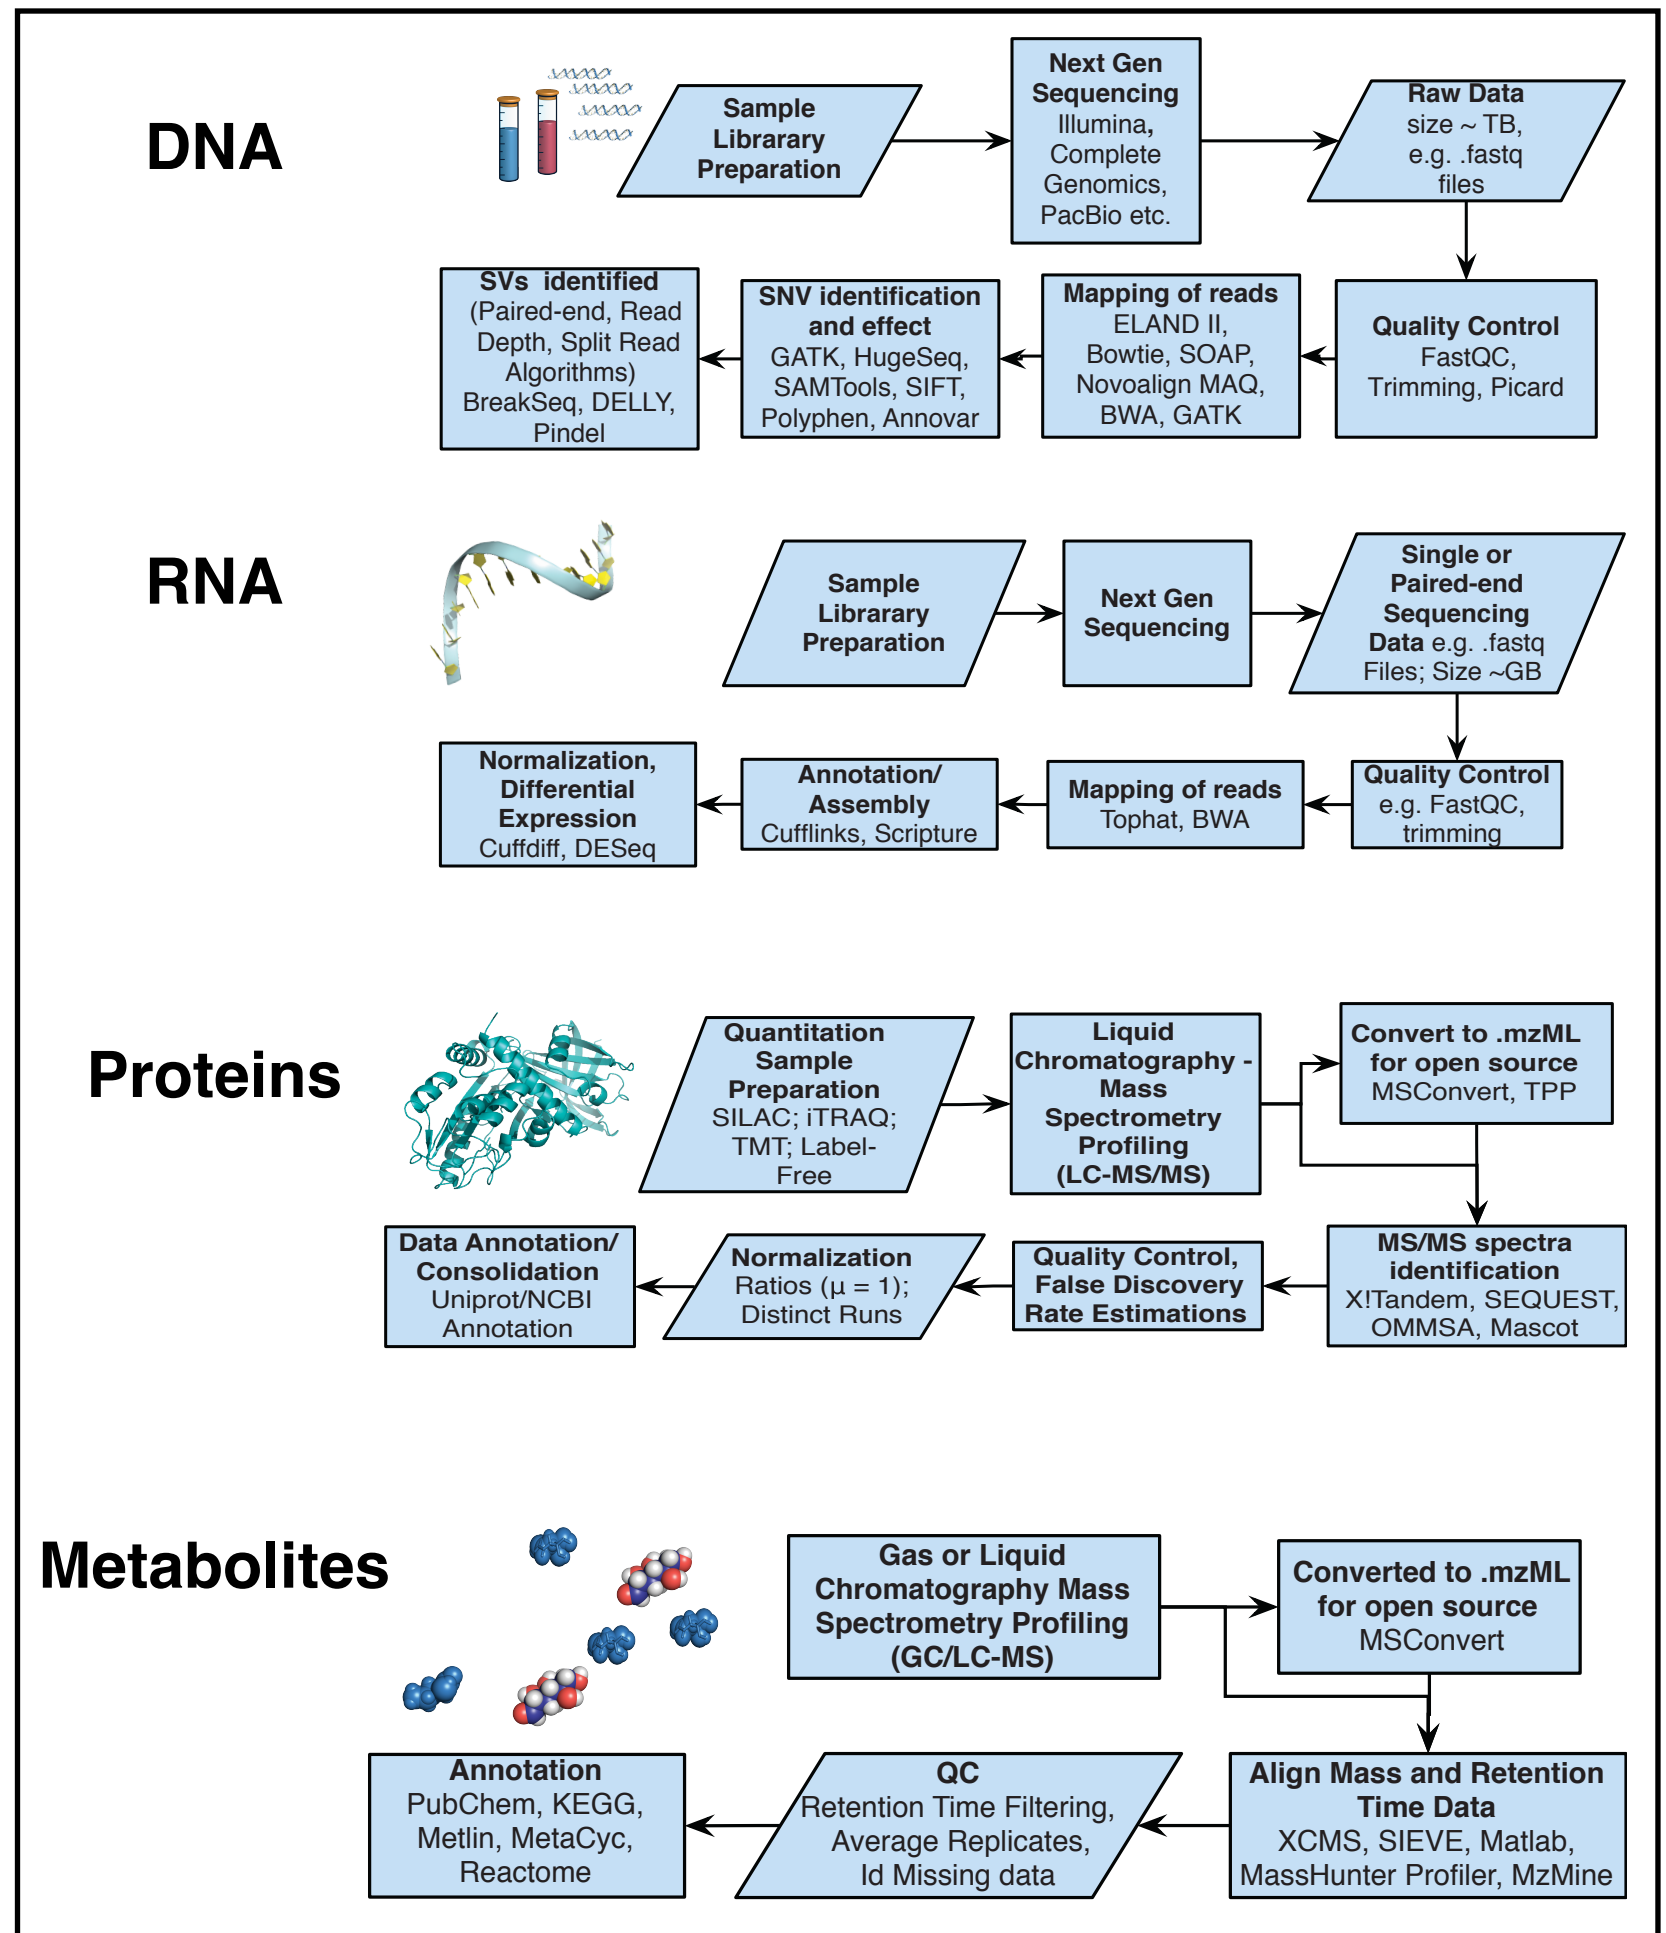 DNA
Sample
Librarary
Preparation
Next Gen
Sequencing
Illumina,
Complete
Genomics,
PacBio etc.
Raw Data
size ~ TB,
e.g. .fastq
files
Quality Control
FastQC,
Trimming, Picard
Mapping of reads
ELAND II,
Bowtie, SOAP,
Novoalign MAQ,
BWA, GATK
SNV identification
and effect
GATK, HugeSeq,
SAMTools, SIFT,
Polyphen, Annovar
SVs identified
(Paired-end, Read
Depth, Split Read
Algorithms)
BreakSeq, DELLY,
Pindel
RNA
Sample
Librarary
Preparation
Next Gen
Sequencing
Single or
Paired-end
Sequencing
Data e.g. .fastq
Files; Size ~GB
Quality Control
e.g. FastQC,
trimming
Mapping of reads
Tophat, BWA
Annotation/
Assembly
Cufflinks, Scripture
Normalization,
Differential
Expression
Cuffdiff, DESeq
Proteins
Quantitation
Sample
Preparation
SILAC; iTRAQ;
TMT; Label-
Free
Liquid
Chromatography -
Mass
Spectrometry
Profiling
(LC-MS/MS)
Convert to .mzML
for open source
MSConvert, TPP
MS/MS spectra
identification
X!Tandem, SEQUEST,
OMMSA, Mascot
Quality Control,
False Discovery
Rate Estimations
Normalization
Ratios (μ = 1);
Distinct Runs
Data Annotation/
Consolidation
Uniprot/NCBI
Annotation
Metabolites
Gas or Liquid
Chromatography Mass
Spectrometry Profiling
(GC/LC-MS)
Converted to .mzML
for open source
MSConvert
Align Mass and Retention
Time Data
XCMS, SIEVE, Matlab,
MassHunter Profiler, MzMine
QC
Retention Time Filtering,
Average Replicates,
Id Missing data
Annotation
PubChem, KEGG,
Metlin, MetaCyc,
Reactome